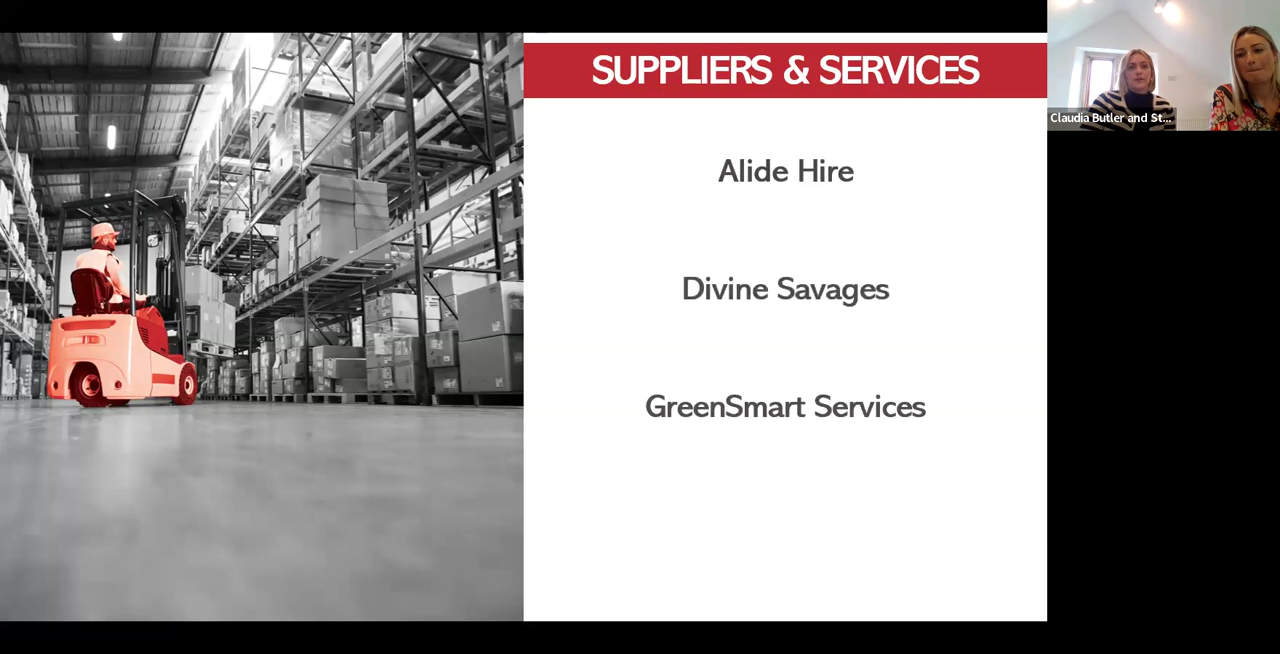 SUPPLIERS & SERVICES
Claudia Butler and St...
Alide Hire
Divine Savages
GreenSmart Services